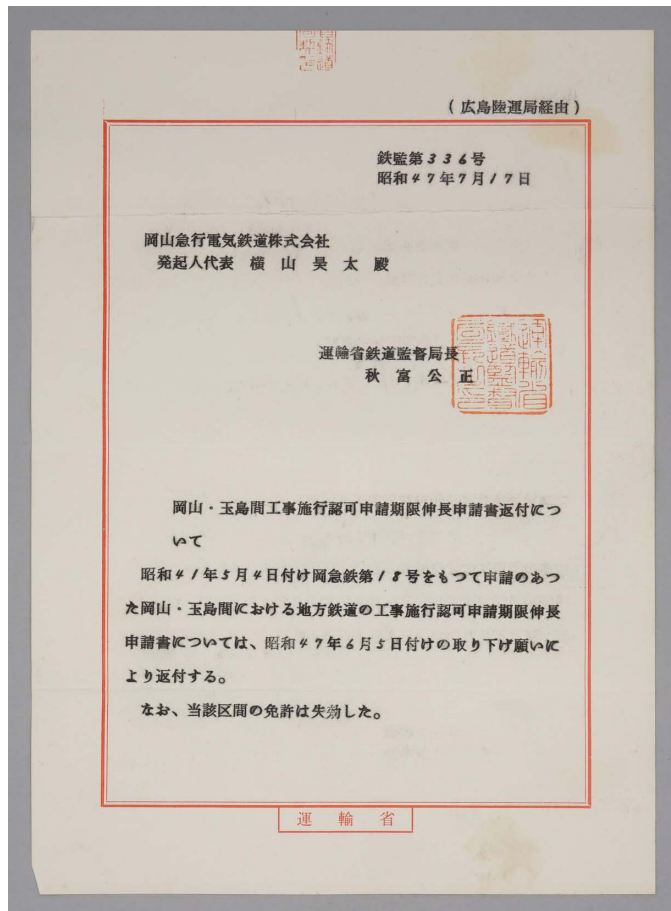 (広島陸運局経由)
鉄監第336号
昭和47年7月17日
岡山急行電気鉄道株式会社
発起人代表 横山昊太殿
運輸省鉄道監督局長
秋富公正
岡山・玉島間工事施行認可申請期限伸長申請書返付につ
いて
昭和41年5月4日付け岡急鉄第18号をもつて申請のあつ
た岡山・玉島間における地方鉄道の工事施行認可申請期限伸長
申請書については、昭和47年6月5日付けの取り下げ願いに
より返付する。
なお、当該区間の免許は失効した。
運輸省